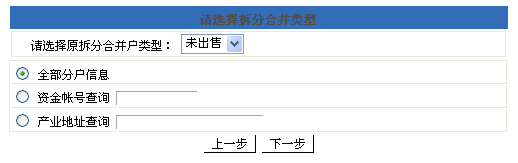 请选择拆分合并类型
请选择原拆分合并户类型： 未出售
全部分户信息
资金帐号查询
产业地址查询
上一步 下一步